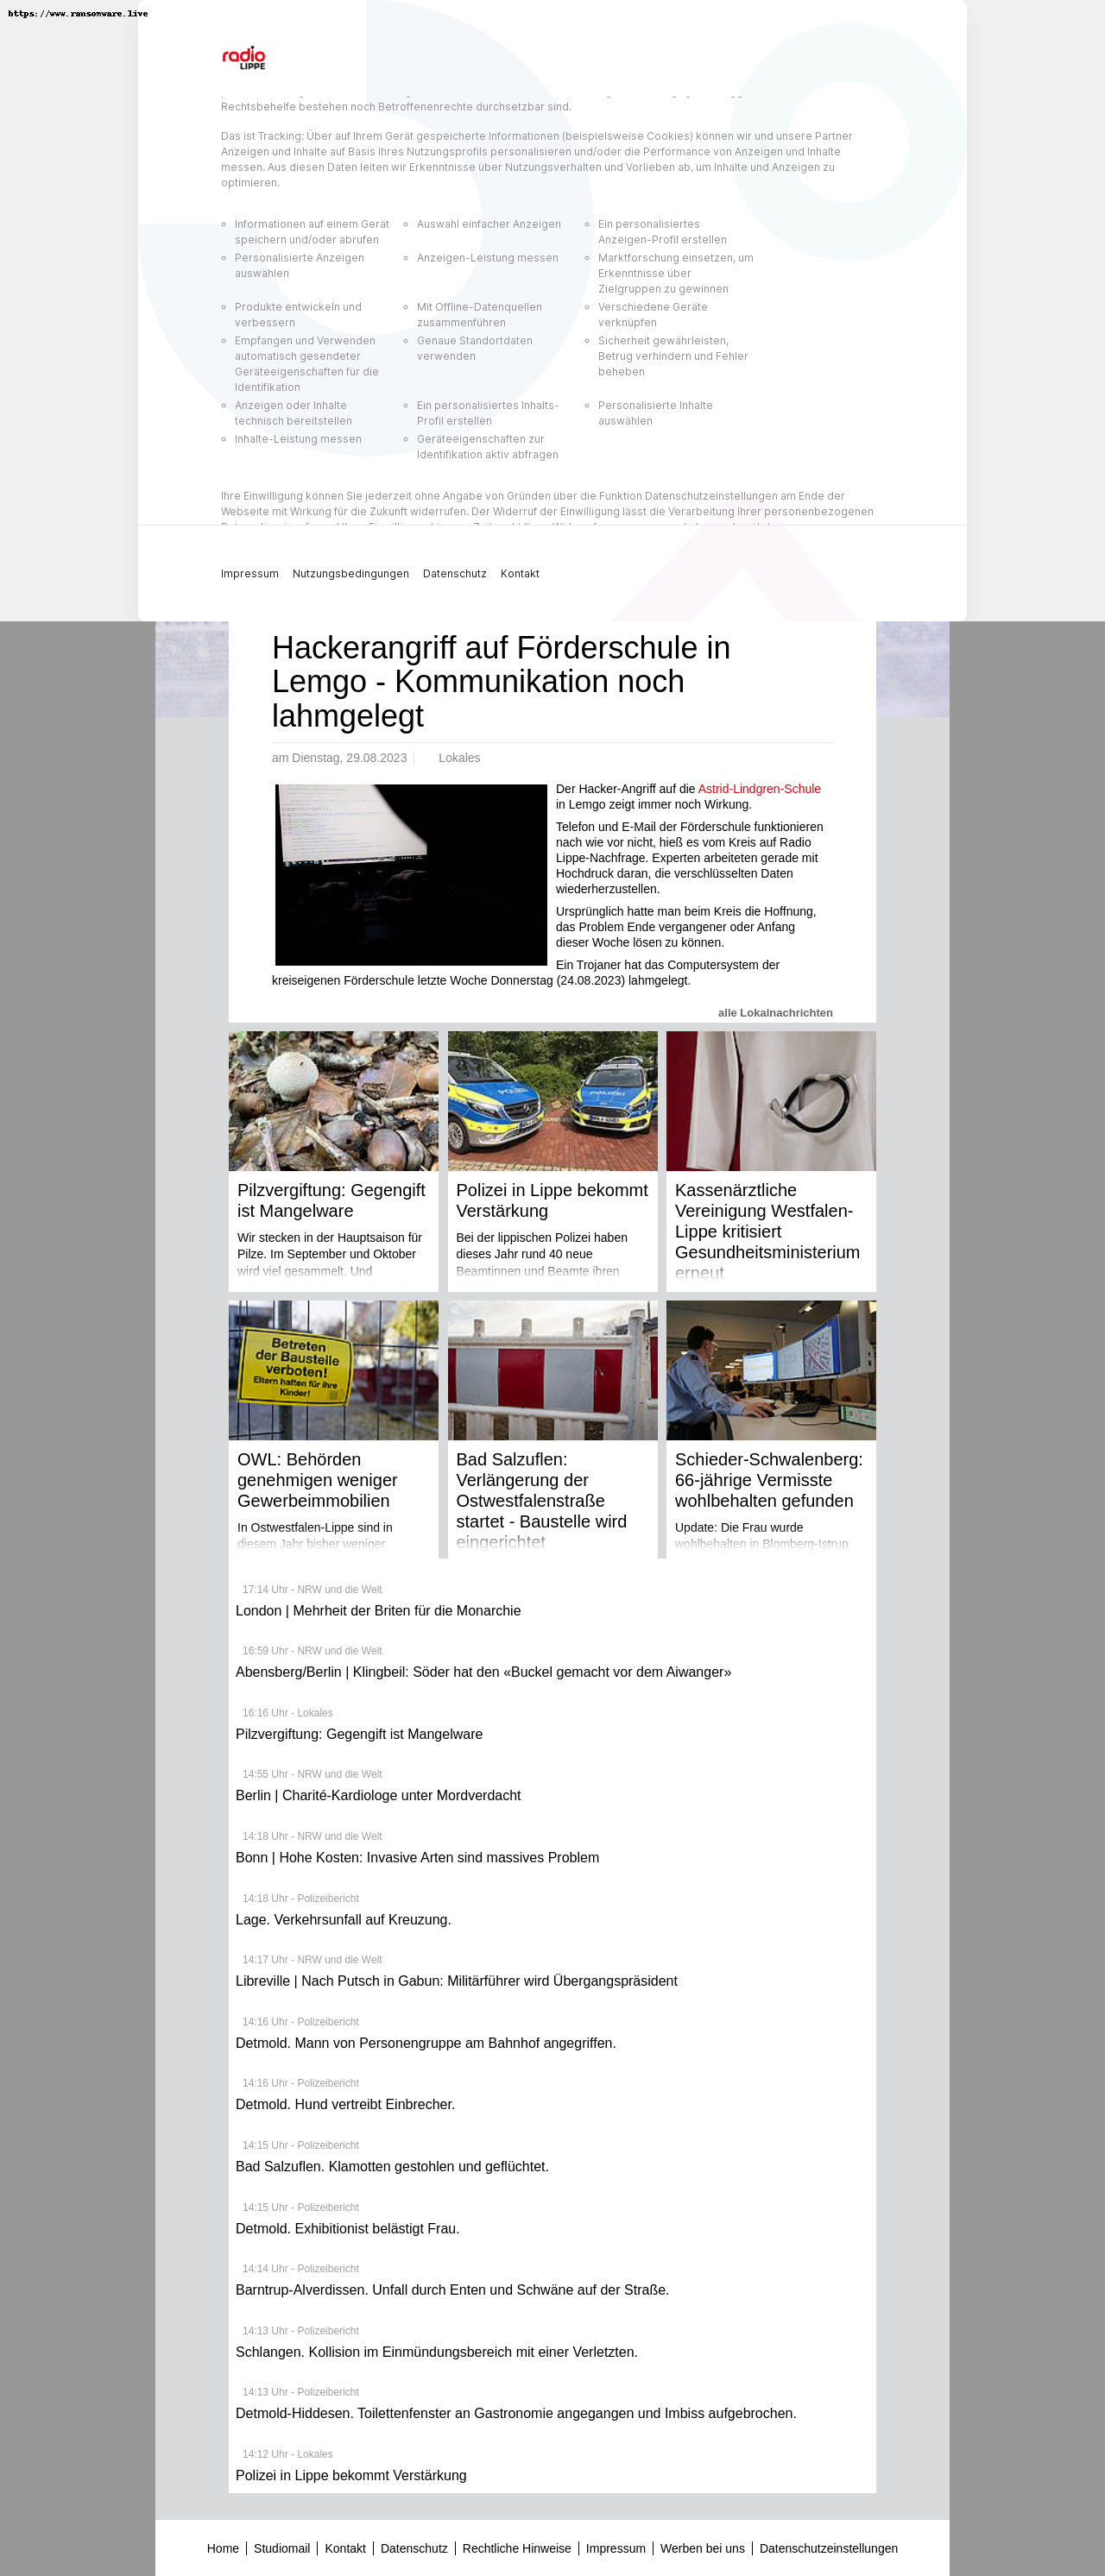 https://www.ransomware.live
radio
LIPPE
Rechtsbehelfe bestehen noch Betroffenenrechte durchsetzbar sind.
Das ist Tracking: Über auf Ihrem Gerät gespeicherte Informationen (beispielsweise Cookies) können wir und unsere Partner
Anzeigen und Inhalte auf Basis Ihres Nutzungsprofils personalisieren und/oder die Performance von Anzeigen und Inhalte
messen. Aus diesen Daten leiten wir Erkenntnisse über Nutzungsverhalten und Vorlieben ab, um Inhalte und Anzeigen zu
optimieren.
Informationen auf einem Gerät
speichern und/oder abrufen
Auswahl einfacher Anzeigen
Ein personalisiertes
Anzeigen-Profil erstellen
Personalisierte Anzeigen
auswählen
Anzeigen-Leistung messen
Marktforschung einsetzen, um
Erkenntnisse über
Zielgruppen zu gewinnen
Produkte entwickeln und
verbessern
Mit Offline-Datenquellen
zusammenführen
Verschiedene Geräte
verknüpfen
Empfangen und Verwenden
automatisch gesendeter
Geräteeigenschaften für die
Identifikation
Genaue Standortdaten
verwenden
Sicherheit gewährleisten,
Betrug verhindern und Fehler
beheben
Anzeigen oder Inhalte
technisch bereitstellen
Ein personalisiertes Inhalts-
Profil erstellen
Personalisierte Inhalte
auswählen
Inhalte-Leistung messen
Geräteeigenschaften zur
Identifikation aktiv abfragen
Ihre Einwilligung können Sie jederzeit ohne Angabe von Gründen über die Funktion Datenschutzeinstellungen am Ende der
Webseite mit Wirkung für die Zukunft widerrufen. Der Widerruf der Einwilligung lässt die Verarbeitung Ihrer personenbezogenen
Impressum Nutzungsbedingungen Datenschutz Kontakt
Hackerangriff auf Förderschule in
Lemgo - Kommunikation noch
lahmgelegt
am Dienstag, 29.08.2023 Lokales
Der Hacker-Angriff auf die Astrid-Lindgren-Schule
in Lemgo zeigt immer noch Wirkung.
Telefon und E-Mail der Förderschule funktionieren
nach wie vor nicht, hieß es vom Kreis auf Radio
Lippe-Nachfrage. Experten arbeiteten gerade mit
Hochdruck daran, die verschlüsselten Daten
wiederherzustellen.
Ursprünglich hatte man beim Kreis die Hoffnung,
das Problem Ende vergangener oder Anfang
dieser Woche lösen zu können.
Ein Trojaner hat das Computersystem der
kreiseigenen Förderschule letzte Woche Donnerstag (24.08.2023) lahmgelegt.
alle Lokalnachrichten
POLIZEI
POLIZEI
Pilzvergiftung: Gegengift
ist Mangelware
Wir stecken in der Hauptsaison für
Pilze. Im September und Oktober
wird viel gesammelt. Und
Polizei in Lippe bekommt
Verstärkung
Bei der lippischen Polizei haben
dieses Jahr rund 40 neue
Beamtinnen und Beamte ihren
Kassenärztliche
Vereinigung Westfalen-
Lippe kritisiert
Gesundheitsministerium
erneut
Betreten
der Baustelle
verboten!
Eltern haften für ihre
Kinder!
OWL: Behörden
genehmigen weniger
Gewerbeimmobilien
In Ostwestfalen-Lippe sind in
diesem Jahr bisher weniger
Bad Salzuflen:
Verlängerung der
Ostwestfalenstraße
startet - Baustelle wird
eingerichtet
Schieder-Schwalenberg:
66-jährige Vermisste
wohlbehalten gefunden
Update: Die Frau wurde
wohlbehalten in Blomberg-Istrup
17:14 Uhr - NRW und die Welt
London | Mehrheit der Briten für die Monarchie
16:59 Uhr - NRW und die Welt
Abensberg/Berlin | Klingbeil: Söder hat den «Buckel gemacht vor dem Aiwanger»
16:16 Uhr - Lokales
Pilzvergiftung: Gegengift ist Mangelware
14:55 Uhr - NRW und die Welt
Berlin | Charité-Kardiologe unter Mordverdacht
14:18 Uhr - NRW und die Welt
Bonn | Hohe Kosten: Invasive Arten sind massives Problem
14:18 Uhr - Polizeibericht
Lage. Verkehrsunfall auf Kreuzung.
14:17 Uhr - NRW und die Welt
Libreville | Nach Putsch in Gabun: Militärführer wird Übergangspräsident
14:16 Uhr - Polizeibericht
Detmold. Mann von Personengruppe am Bahnhof angegriffen.
14:16 Uhr - Polizeibericht
Detmold. Hund vertreibt Einbrecher.
14:15 Uhr - Polizeibericht
Bad Salzuflen. Klamotten gestohlen und geflüchtet.
14:15 Uhr - Polizeibericht
Detmold. Exhibitionist belästigt Frau.
14:14 Uhr - Polizeibericht
Barntrup-Alverdissen. Unfall durch Enten und Schwäne auf der Straße.
14:13 Uhr - Polizeibericht
Schlangen. Kollision im Einmündungsbereich mit einer Verletzten.
14:13 Uhr - Polizeibericht
Detmold-Hiddesen. Toilettenfenster an Gastronomie angegangen und Imbiss aufgebrochen.
14:12 Uhr - Lokales
Polizei in Lippe bekommt Verstärkung
Home | Studiomail | Kontakt | Datenschutz | Rechtliche Hinweise | Impressum | Werben bei uns | Datenschutzeinstellungen